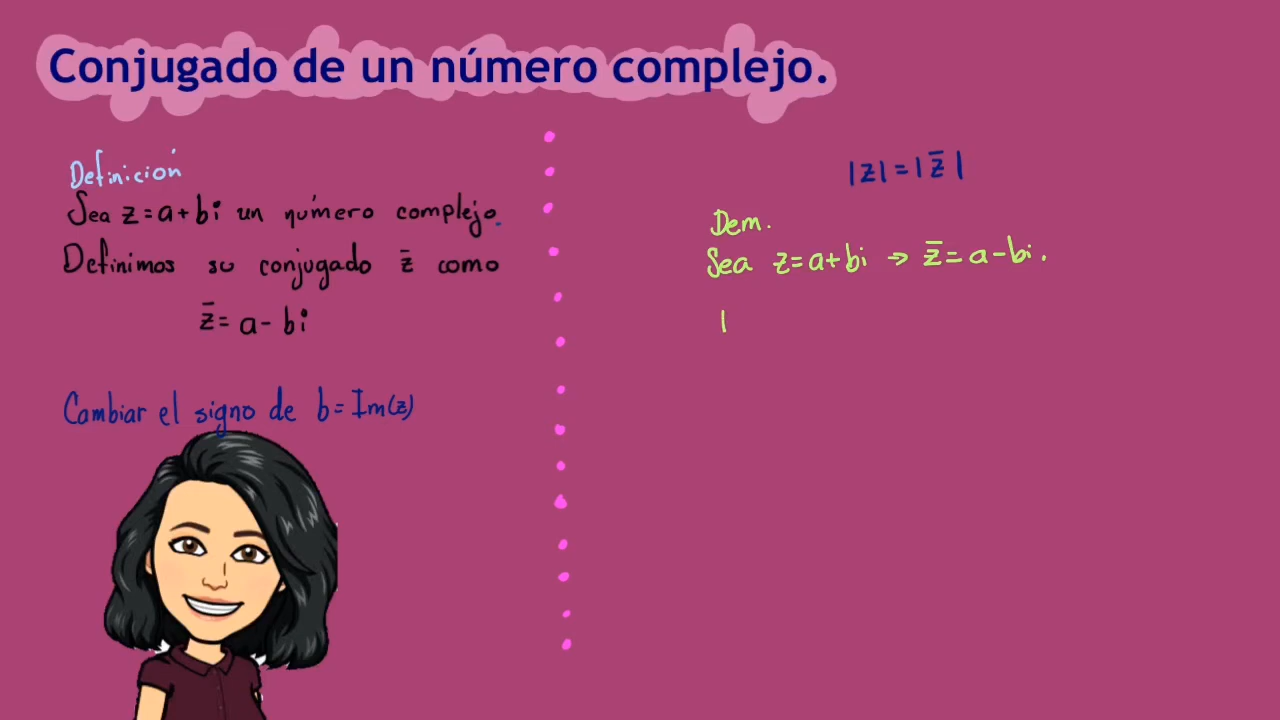 Conjugado de un número complejo.
Definición
Sea z=a+bi un número complejo.
Definimos su conjugado z̄ como
z̄ = a - bi
Cambiar el signo de b=Im(z)
|z|=|z̄|
Dem.
Sea z=a+bi → z̄=a-bi.
|